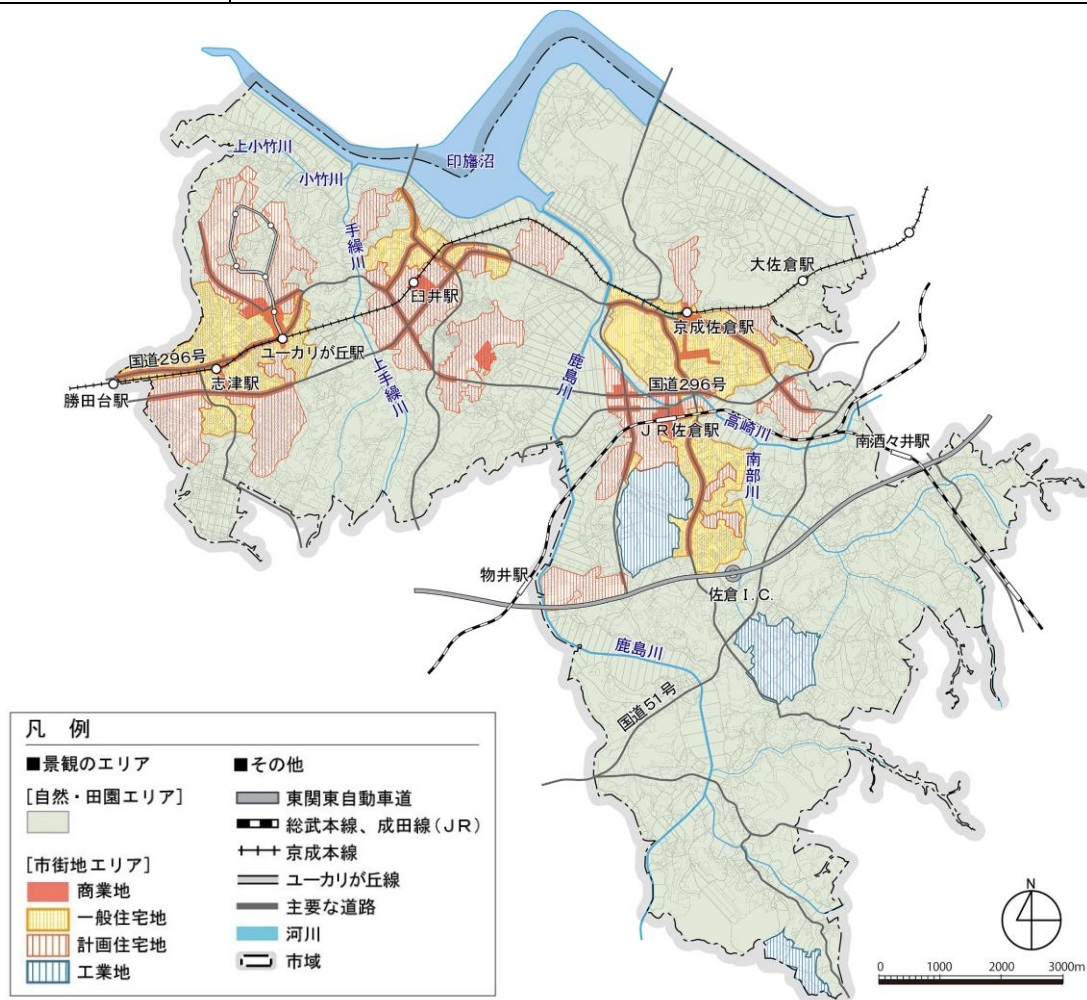 上小竹川
小竹川
印旛沼
手繰川
大佐倉駅
臼井駅
京成佐倉駅
ユーカリが丘駅
国道296号
志津駅
勝田台駅
上手繰川
鹿島川
国道296号
高崎川
JR佐倉駅
南酒々井駅
南部川
物井駅
佐倉I.C.
鹿島川
国道51号
凡 例
■景観のエリア
[自然・田園エリア]
[市街地エリア]
商業地
一般住宅地
計画住宅地
工業地
■その他
東関東自動車道
総武本線、成田線(JR)
京成本線
ユーカリが丘線
主要な道路
河川
市域
N
0 1000 2000 3000m